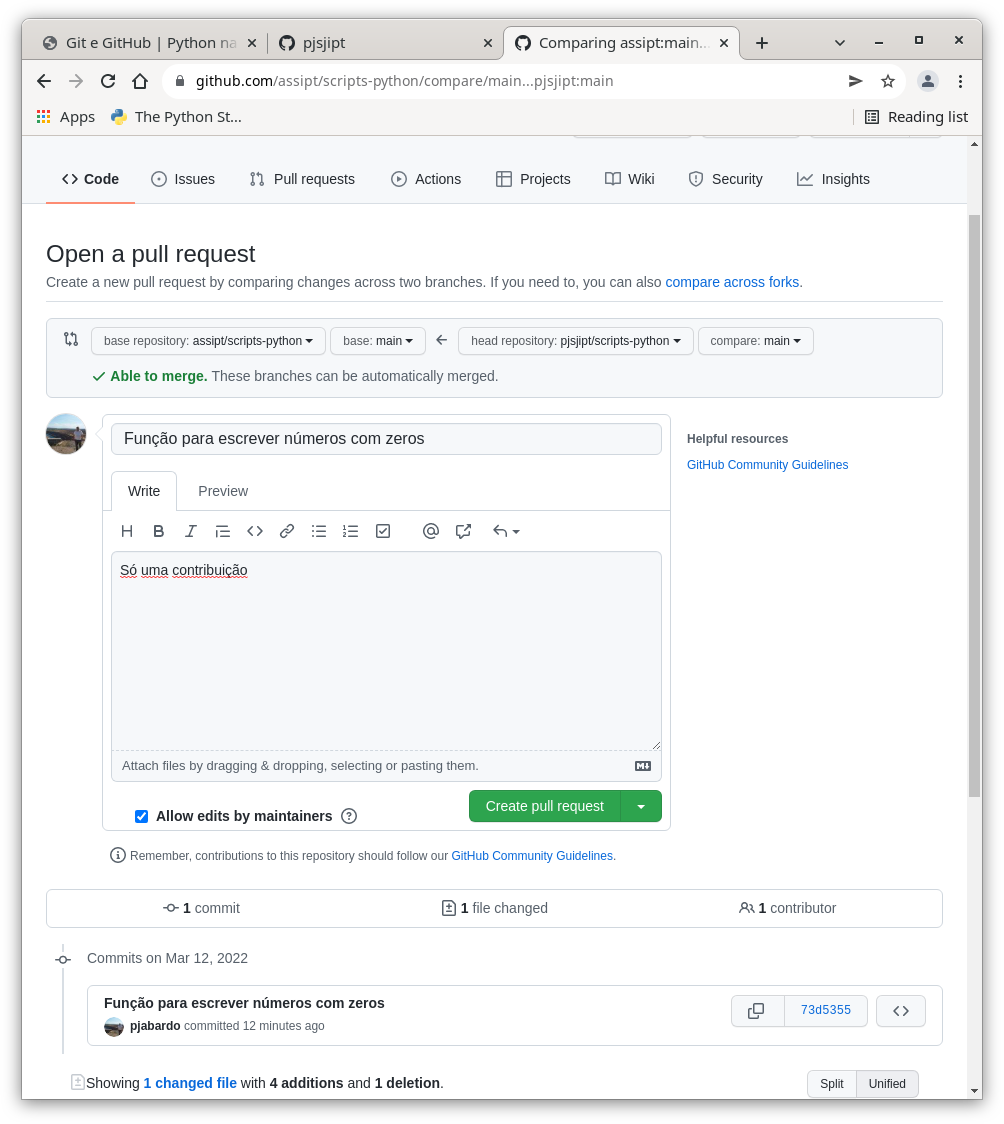 Git e GitHub | Python na
pjsjipt
Comparing assipt:main...
github.com/assipt/scripts-python/compare/main...pjsjipt:main
Apps
The Python St...
Reading list
Code
Issues
Pull requests
Actions
Projects
Wiki
Security
Insights
Open a pull request
Create a new pull request by comparing changes across two branches. If you need to, you can also compare across forks.
base repository: assipt/scripts-python
base: main
head repository: pjsjipt/scripts-python
compare: main
Able to merge. These branches can be automatically merged.
Função para escrever números com zeros
Helpful resources
GitHub Community Guidelines
Write
Preview
Só uma contribuição
Attach files by dragging & dropping, selecting or pasting them.
Allow edits by maintainers
Create pull request
Remember, contributions to this repository should follow our GitHub Community Guidelines.
1 commit
1 file changed
1 contributor
Commits on Mar 12, 2022
Função para escrever números com zeros
pjabardo committed 12 minutes ago
73d5355
Showing 1 changed file with 4 additions and 1 deletion.
Split
Unified